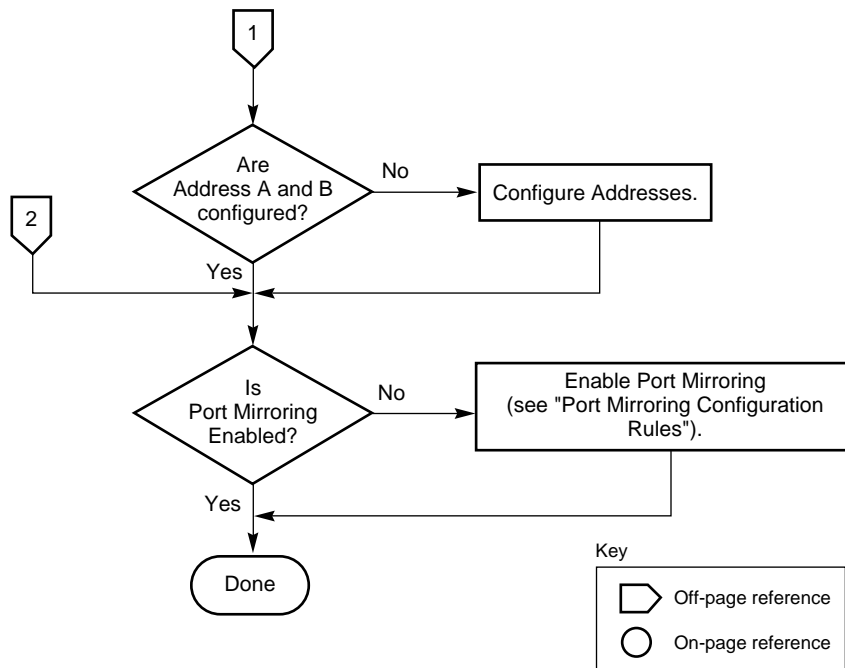 1
Are
Address A and B
configured?
No
Configure Addresses.
2
Yes
Is
Port Mirroring
Enabled?
No
Enable Port Mirroring
(see "Port Mirroring Configuration
Rules").
Yes
Done
Key
Off-page reference
On-page reference